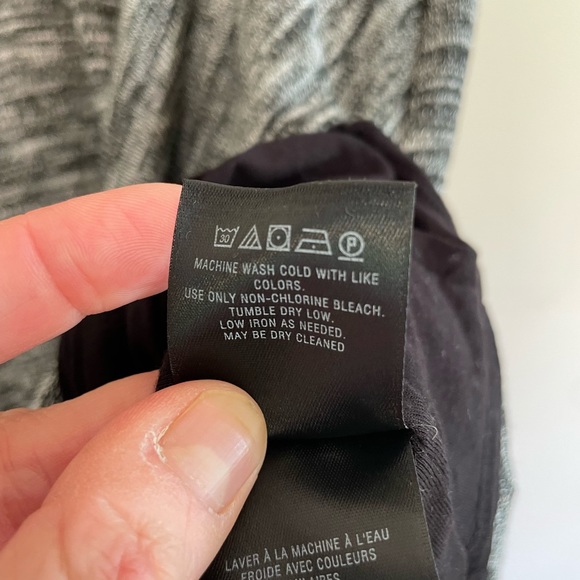 30 P
MACHINE WASH COLD WITH LIKE
COLORS.
USE ONLY NON-CHLORINE BLEACH.
TUMBLE DRY LOW.
LOW IRON AS NEEDED.
MAY BE DRY CLEANED
LAVER À LA MACHINE À L'EAU
FROIDE AVEC COULEURS